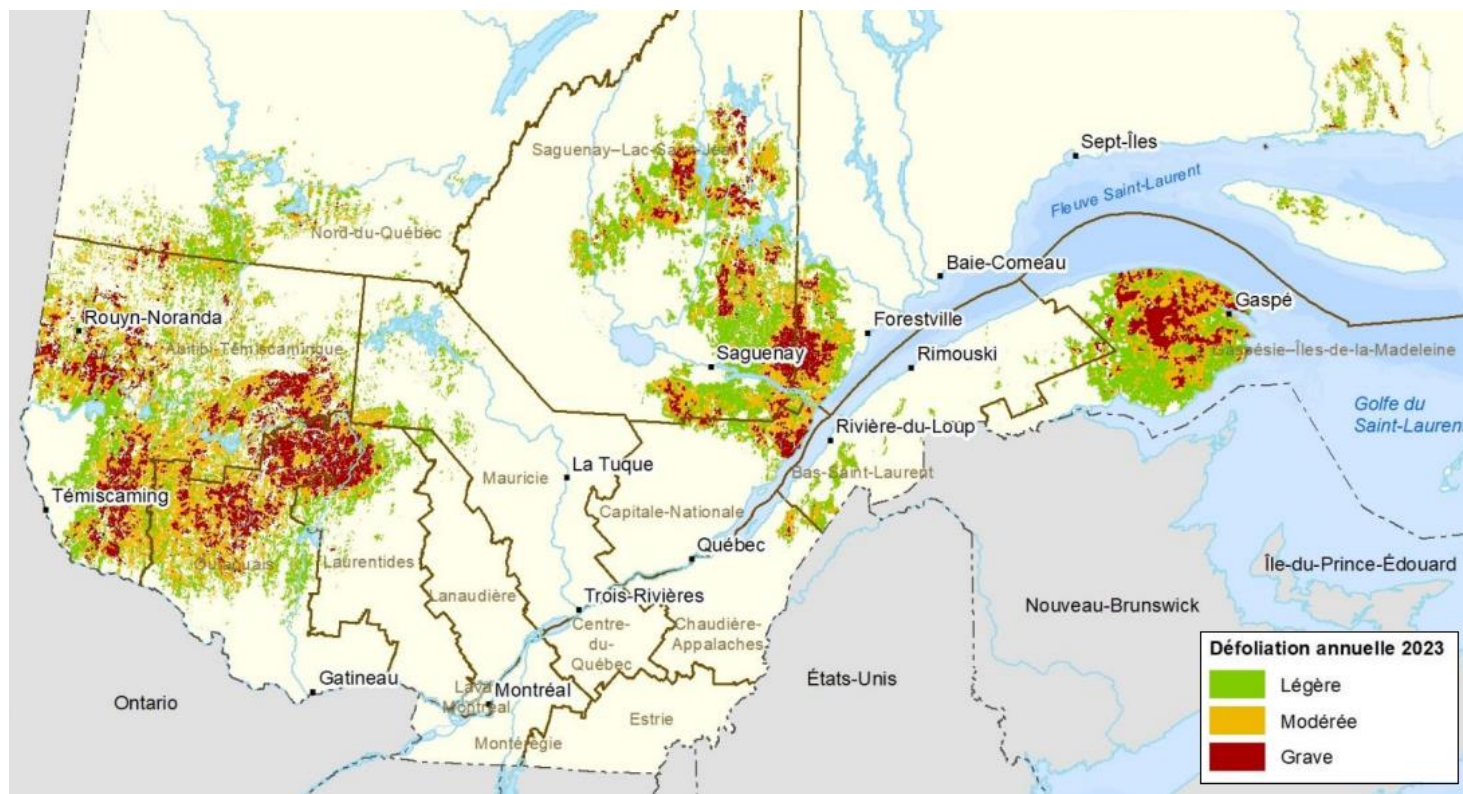 Sept-Îles
Saguenay–Lac-Saint-Jean
Fleuve Saint-Laurent
Nord-du-Québec
Baie-Comeau
Gaspé
Rouyn-Noranda
Forestville
Abitibi-Témiscamingue
Gaspésie–Îles-de-la-Madeleine
Saguenay
Rimouski
Golfe du
Saint-Laurent
Rivière-du-Loup
Bas-Saint-Laurent
La Tuque
Mauricie
Témiscaming
Capitale-Nationale
Québec
Outaouais
Laurentides
Île-du-Prince-Édouard
Lanaudière
Trois-Rivières
Nouveau-Brunswick
Centre-
du-
Québec
Chaudière-
Appalaches
Gatineau
Laval
Montréal
Montréal
États-Unis
Ontario
Estrie
Montérégie
Défoliation annuelle 2023
Légère
Modérée
Grave